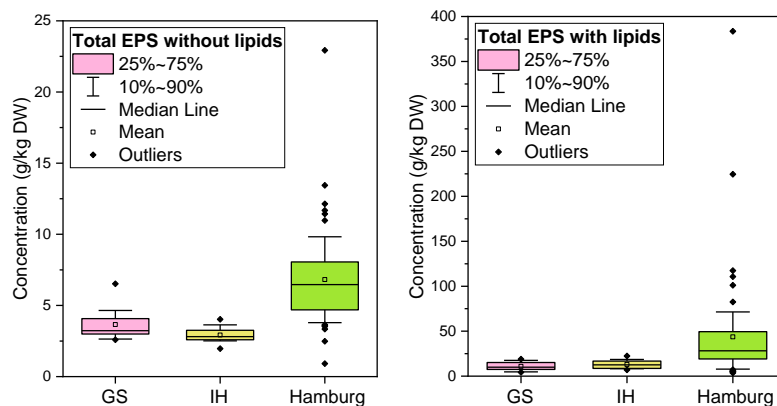 Total EPS without lipids
25%~75%
10%~90%
Median Line
Mean
Outliers
Concentration (g/kg DW)
25
20
15
10
5
0
GS IH Hamburg
Total EPS with lipids
25%~75%
10%~90%
Median Line
Mean
Outliers
Concentration (g/kg DW)
400
350
300
250
200
150
100
50
0
GS IH Hamburg